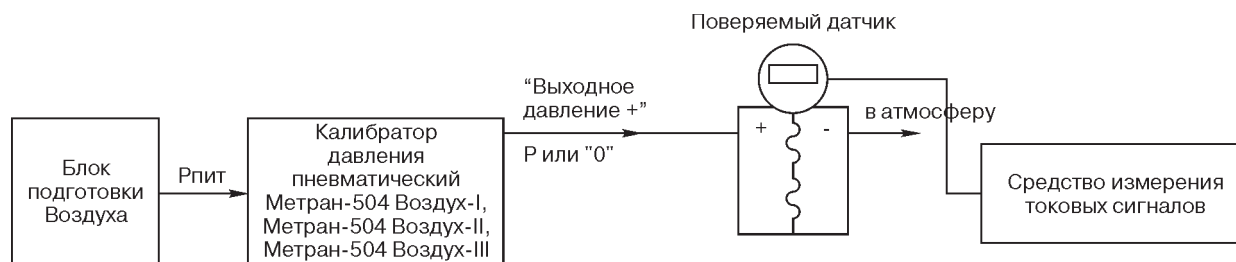 Поверяемый датчик
“Выходное
давление +”
+
-
в атмосферу
Р или "0"
Блок
подготовки
Воздуха
Рпит
Калибратор
давления
пневматический
Метран-504 Воздух-I,
Метран-504 Воздух-II,
Метран-504 Воздух-III
Средство измерения
токовых сигналов